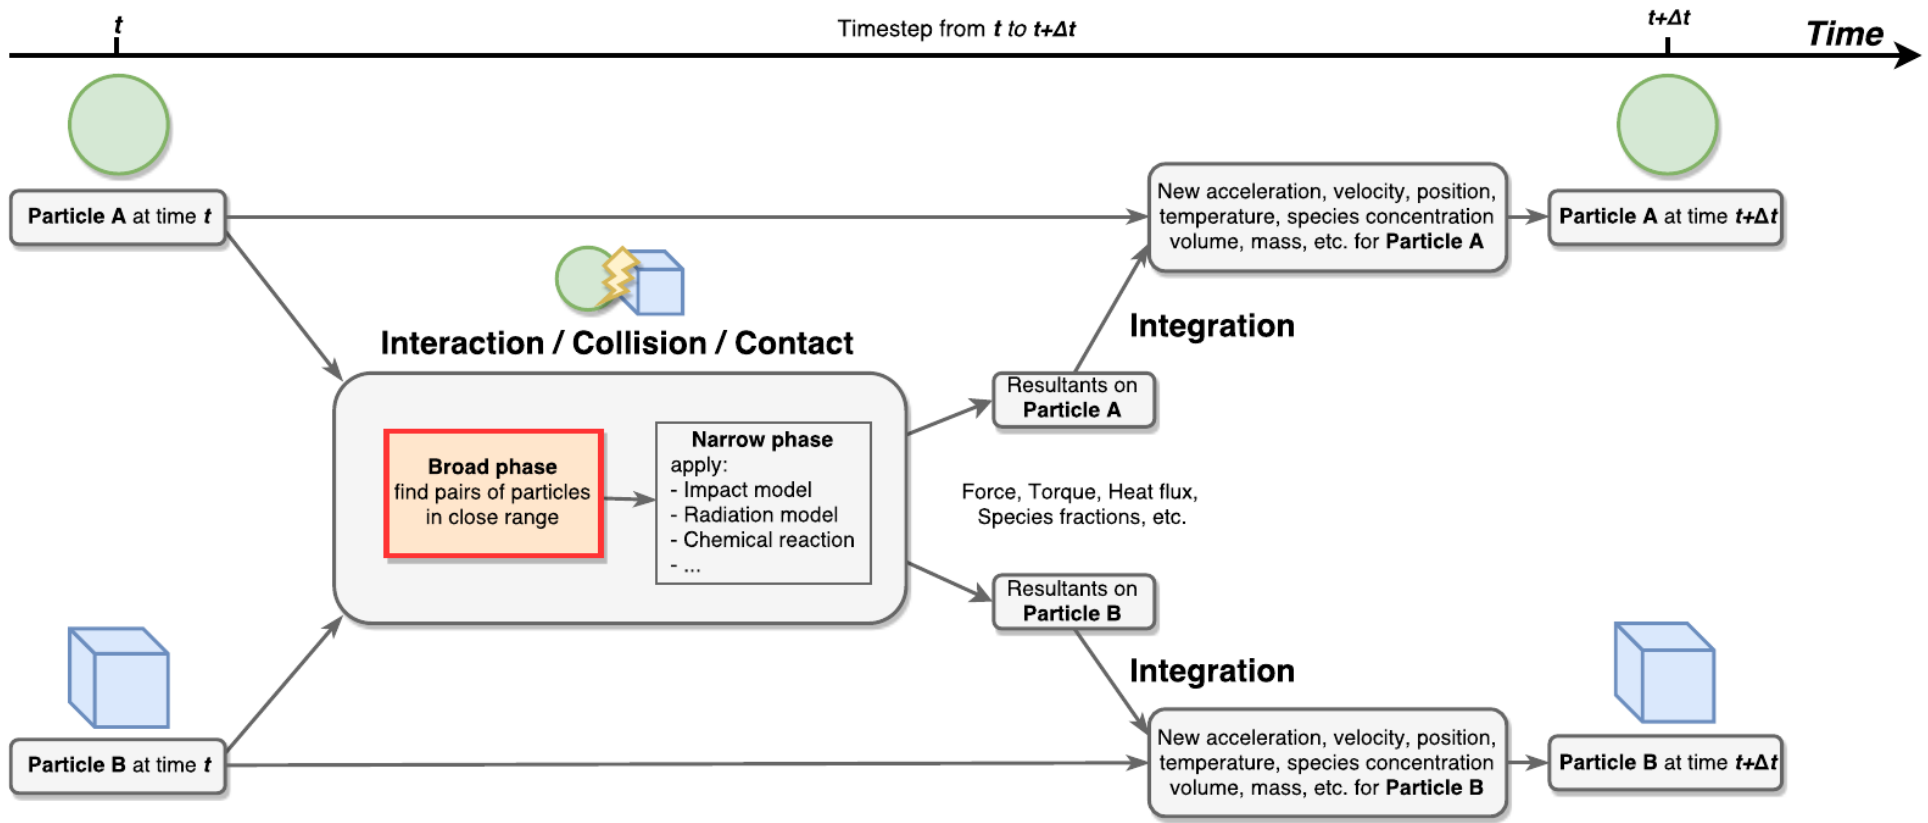 t
Timestep from t to t+Δt
t+Δt
Time
Particle A at time t
New acceleration, velocity, position,
temperature, species concentration
volume, mass, etc. for Particle A
Particle A at time t+Δt
Interaction / Collision / Contact
Integration
Broad phase
find pairs of particles
in close range
Narrow phase
apply:
- Impact model
- Radiation model
- Chemical reaction
- ...
Resultants on
Particle A
Force, Torque, Heat flux,
Species fractions, etc.
Resultants on
Particle B
Integration
Particle B at time t
New acceleration, velocity, position,
temperature, species concentration
volume, mass, etc. for Particle B
Particle B at time t+Δt